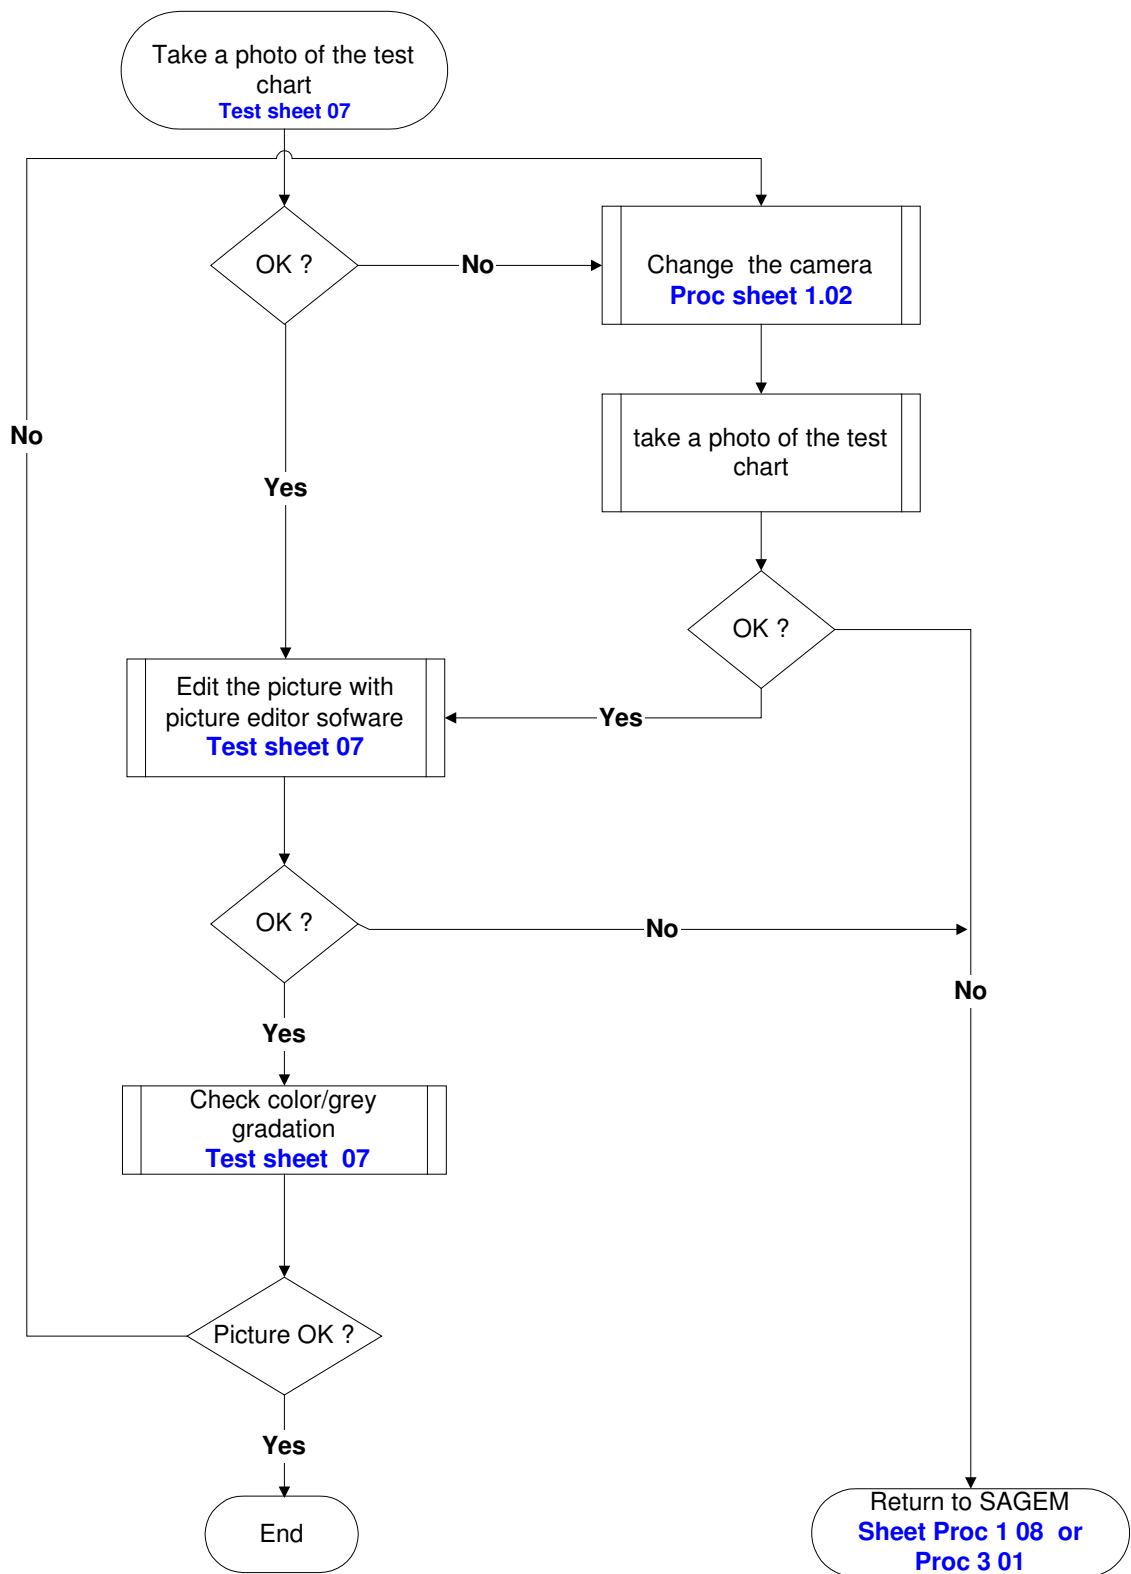 Take a photo of the test
chart
Test sheet 07
OK ?
No
Change  the camera
Proc sheet 1.02
No
take a photo of the test
chart
Yes
OK ?
Edit the picture with
picture editor sofware
Test sheet 07
Yes
OK ?
No
No
Yes
Check color/grey
gradation
Test sheet  07
Picture OK ?
Yes
End
Return to SAGEM
Sheet Proc 1 08  or
Proc 3 01